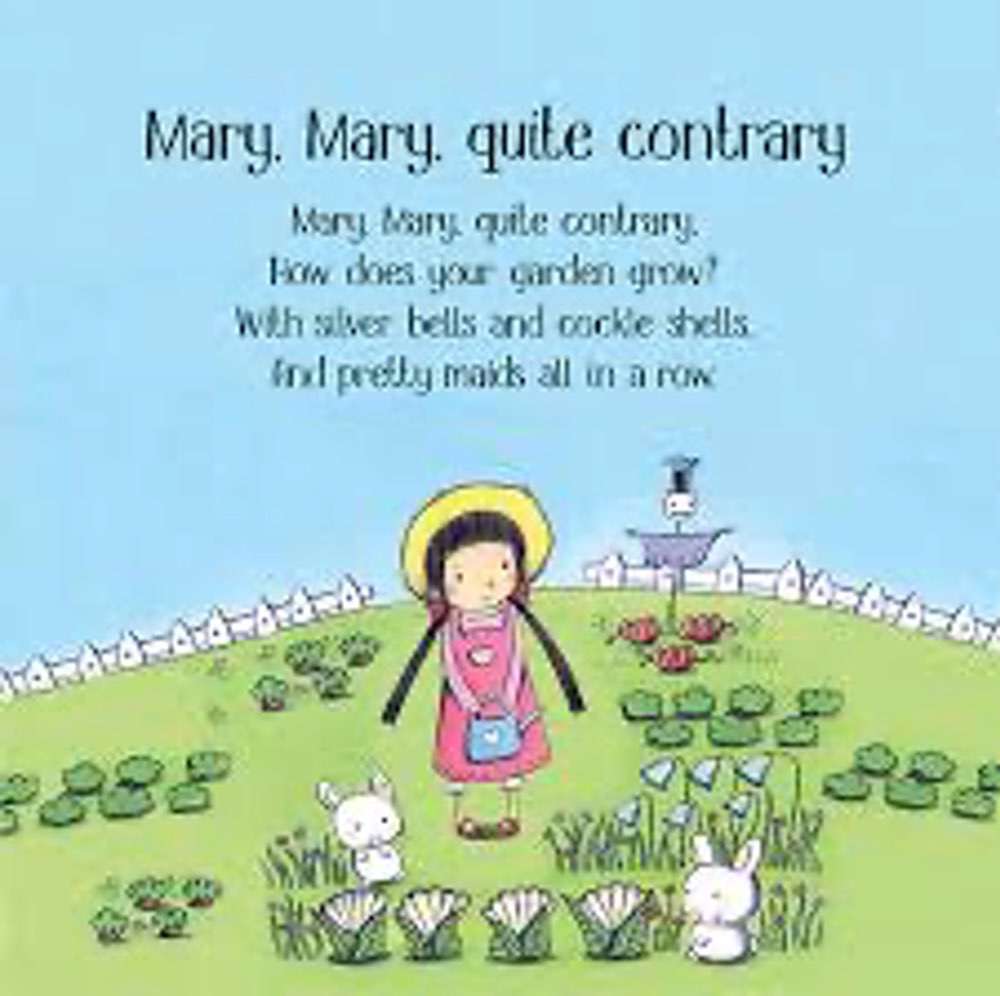 Mary, Mary, quite contrary
Mary, Mary, quite contrary,
How does your garden grow?
With silver bells and cockle shells,
And pretty maids all in a row.